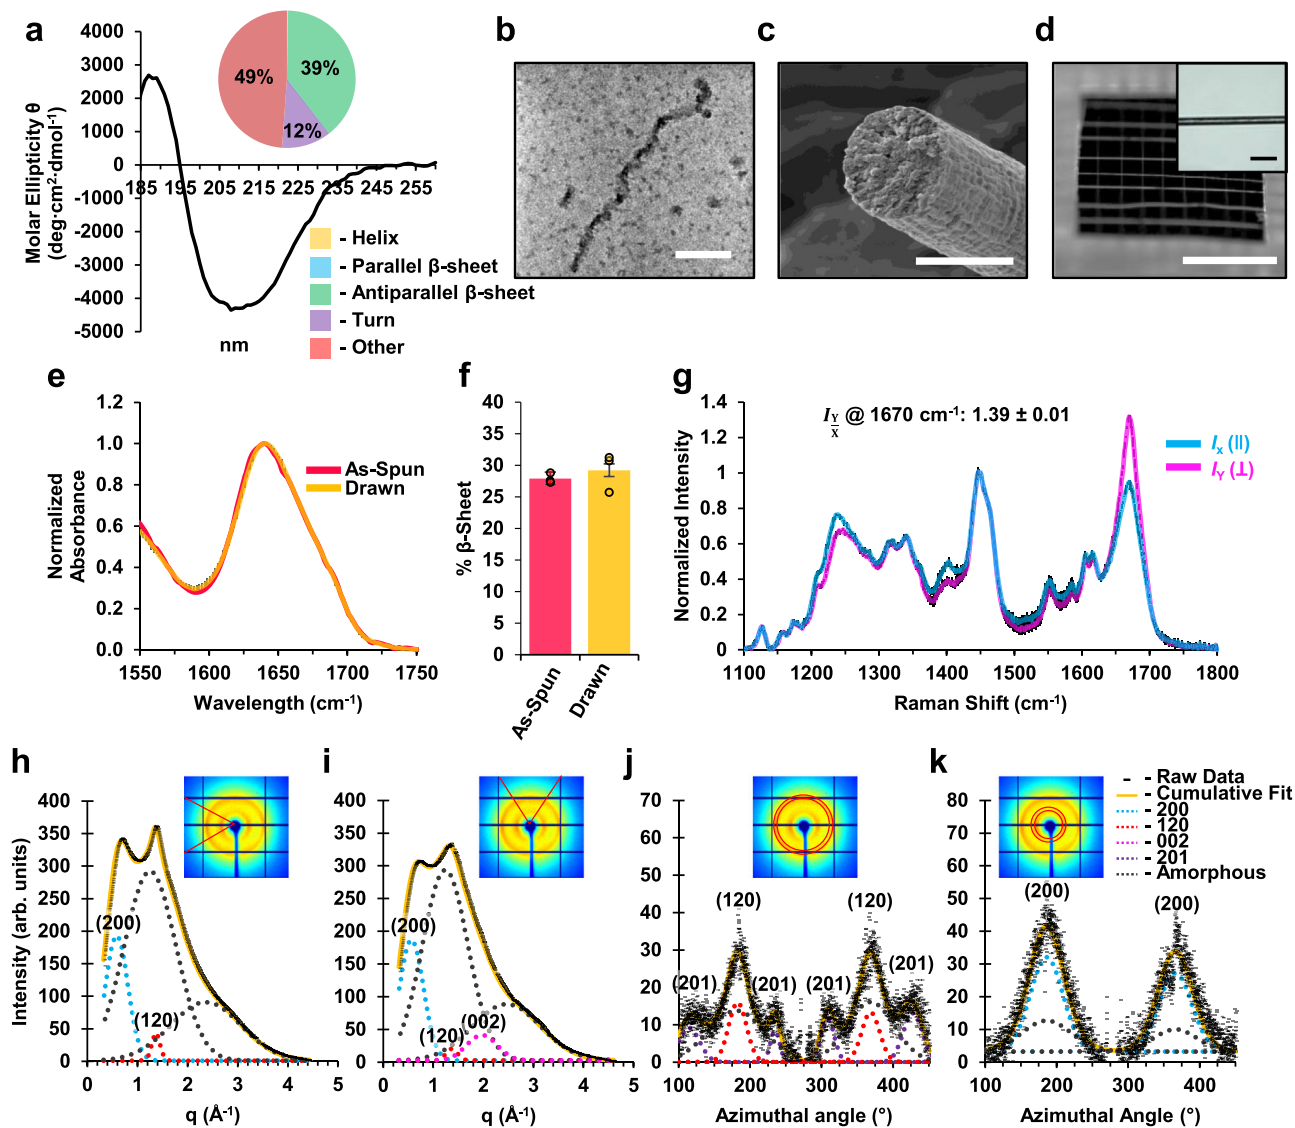 a
4000
3000
2000
1000
0
-1000
-2000
-3000
-4000
-5000
Molar Ellipticity θ
(deg·cm²·dmol⁻¹)
185 195 205 215 225 235 245 255
nm
49%
39%
12%
- Helix
- Parallel β-sheet
- Antiparallel β-sheet
- Turn
- Other
b
c
d
e
1.0
0.8
0.6
0.4
0.2
0.0
Normalized
Absorbance
1550 1600 1650 1700 1750
Wavelength (cm⁻¹)
As-Spun
Drawn
f
40
35
30
25
20
15
10
5
0
% β-Sheet
As-Spun
Drawn
g
1.4
1.2
1
0.8
0.6
0.4
0.2
0
Normalized Intensity
I Y/X @ 1670 cm⁻¹: 1.39 ± 0.01
Ix (||)
IY (⊥)
1100 1200 1300 1400 1500 1600 1700 1800
Raman Shift (cm⁻¹)
h
400
350
300
250
200
150
100
50
0
Intensity (arb. units)
(200)
(120)
0 1 2 3 4 5
q (Å⁻¹)
i
400
350
300
250
200
150
100
50
0
(200)
(120)
(002)
0 1 2 3 4 5
q (Å⁻¹)
j
70
60
50
40
30
20
10
0
(120)
(120)
(201)
(201)
(201)
(201)
100 200 300 400
Azimuthal angle (°)
k
80
70
60
50
40
30
20
10
0
(200)
(200)
100 200 300 400
Azimuthal Angle (°)
- Raw Data
- Cumulative Fit
- 200
- 120
- 002
- 201
- Amorphous